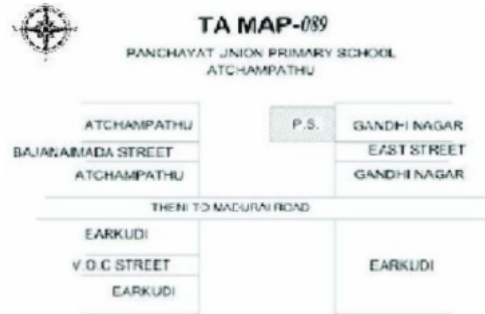 TA MAP-089
PANCHAYAT UNION PRIMARY SCHOOL
ATCHAMPATHU
ATCHAMPATHU P.S. GANDHI NAGAR
BAJANAIMADA STREET EAST STREET
ATCHAMPATHU GANDHI NAGAR
THENI TO MADURAI ROAD
EARKUDI
V.O.C STREET EARKUDI
EARKUDI